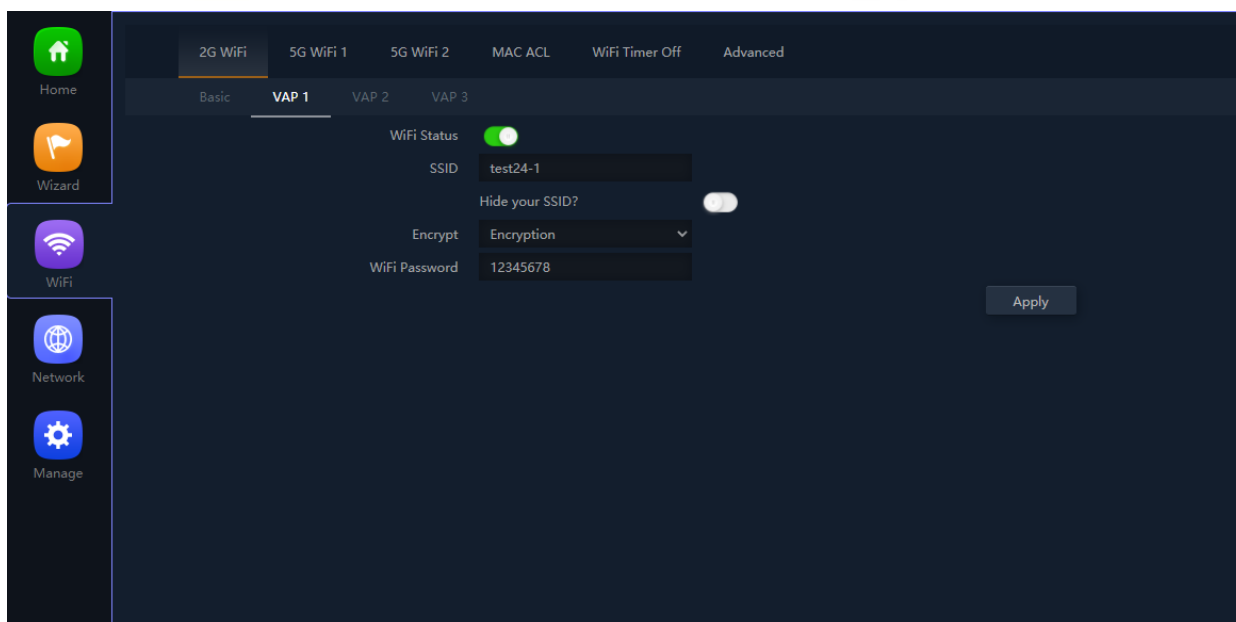 Home
Wizard
WiFi
Network
Manage
2G WiFi 5G WiFi 1 5G WiFi 2 MAC ACL WiFi Timer Off Advanced
Basic VAP 1 VAP 2 VAP 3
WiFi Status
SSID test24-1
Hide your SSID?
Encrypt Encryption
WiFi Password 12345678
Apply